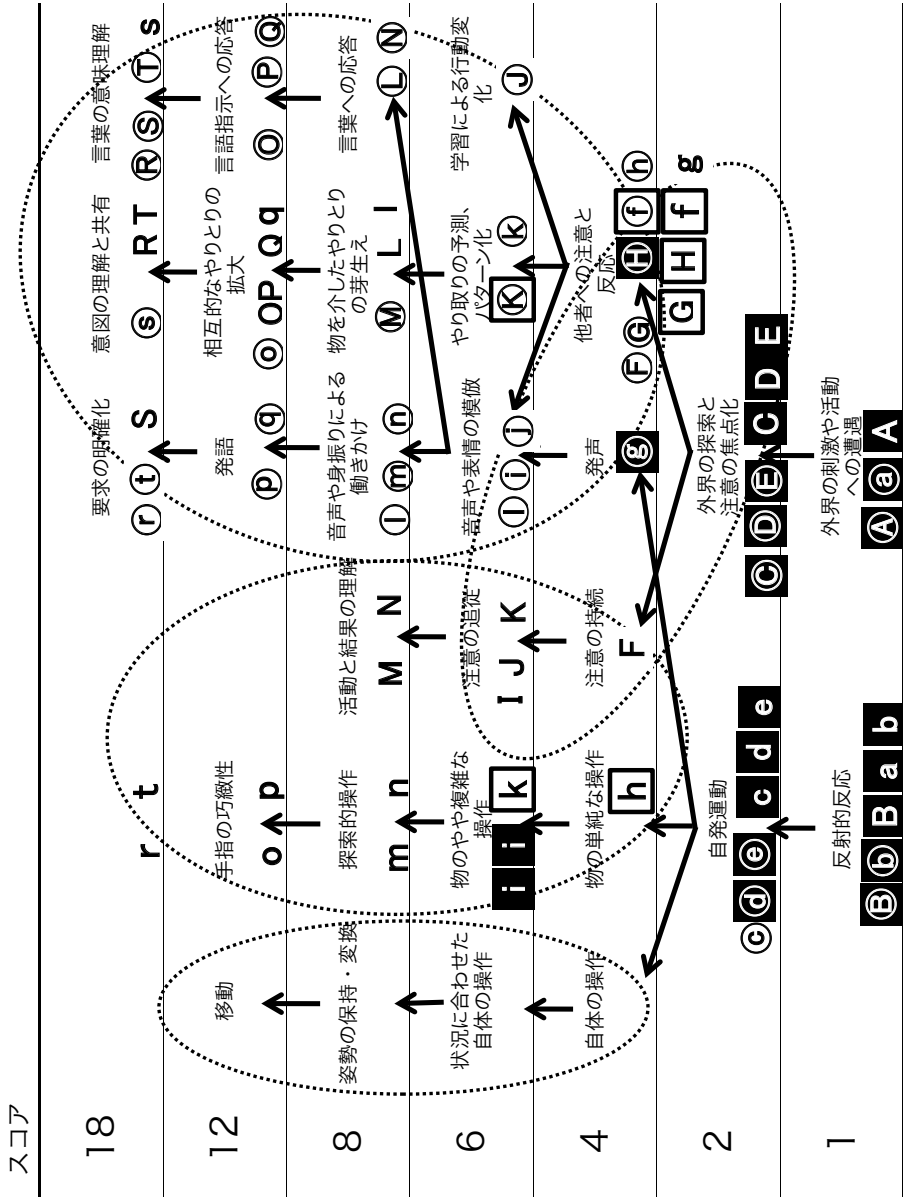 スコア
18
要求の明確化
意図の理解と共有
言葉の意味理解
r t
ⓡ ⓣ S
ⓢ R T
Ⓡ Ⓢ Ⓣ s
12
移動
手指の巧緻性
発語
相互的なやりとりの
拡大
言語指示への応答
o p
ⓟ ⓠ
ⓞ O P Q q
Ⓞ Ⓟ Ⓠ
8
姿勢の保持・変換
探索的操作
活動と結果の理解
音声や身振りによる
働きかけ
物を介したやりとり
の芽生え
言葉への応答
m n
M N
ⓛ ⓜ ⓝ
Ⓜ L l
Ⓛ Ⓝ
6
状況に合わせた
自体の操作
物のやや複雑な
操作
注意の追従
音声や表情の模倣
やり取りの予測、
パターン化
学習による行動変
化
i i k
I J K
Ⓘ ⓘ ⓙ
Ⓚ ⓚ
Ⓙ
4
自体の操作
物の単純な操作
注意の持続
発声
他者への注意と
反応
h
F
ⓖ
Ⓕ Ⓖ Ⓗ ⓕ ⓗ
G H f g
2
自発運動
外界の探索と
注意の焦点化
ⓒ ⓓ ⓔ c d e
Ⓒ Ⓓ Ⓔ C D E
1
反射的反応
外界の刺激や活動
への遭遇
Ⓑ ⓑ B a b
Ⓐ ⓐ A